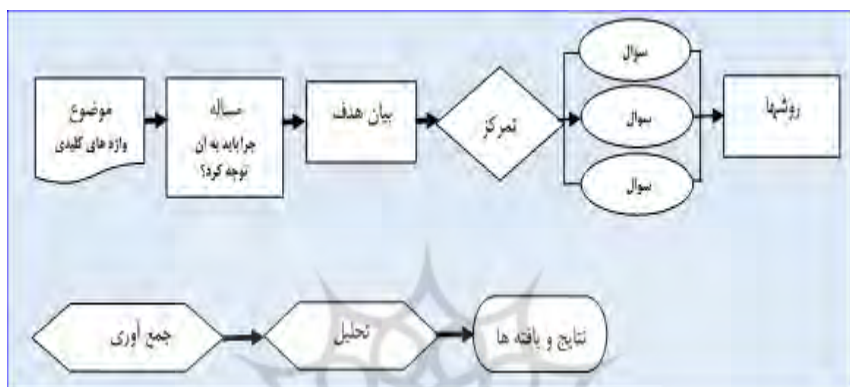 موضوع
واژه های کلیدی
مساله
چرا باید به آن
توجه کرد؟
بیان هدف
تمرکز
سوال
سوال
سوال
روشها
جمع آوری
تحلیل
نتایج و یافته ها